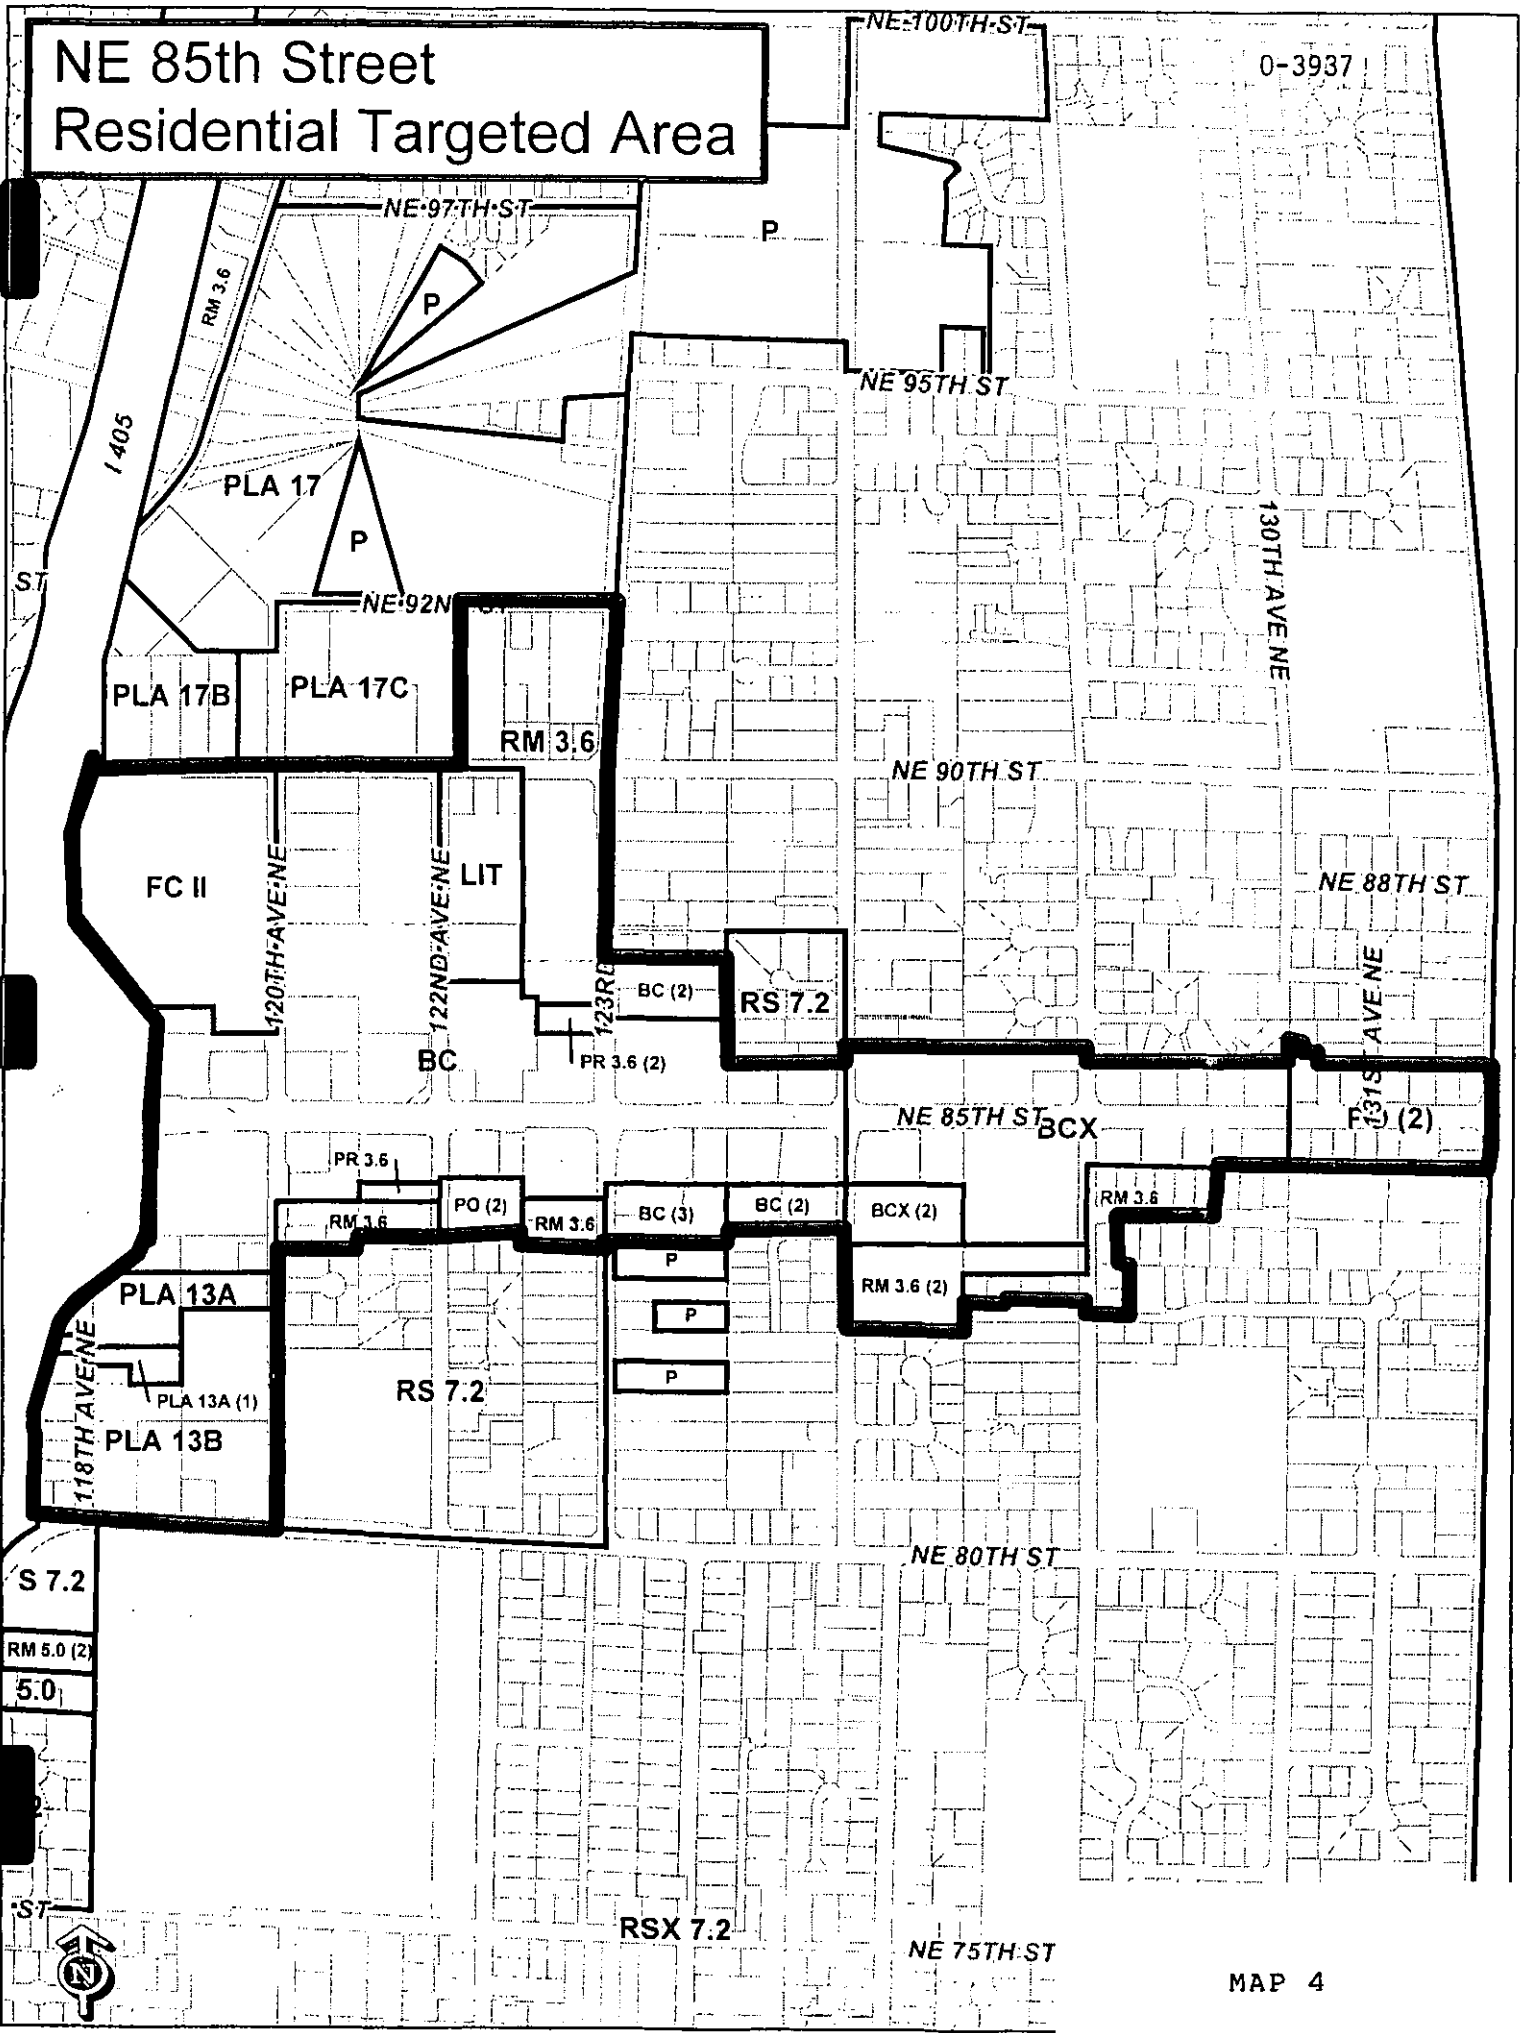 NE 85th Street
Residential Targeted Area
NE 100TH ST
O-3937
NE 97TH ST
P
RM 3.6
P
NE 95TH ST
I 405
PLA 17
P
130TH AVE NE
ST
NE 92N
PLA 17B
PLA 17C
RM 3.6
NE 90TH ST
FC II
120TH AVE NE
122ND AVE NE
LIT
NE 88TH ST
123RD
BC (2)
RS 7.2
131ST AVE NE
BC
PR 3.6 (2)
NE 85TH ST
BCX
(2)
PR 3.6
RM 3.6
PO (2)
RM 3.6
BC (3)
BC (2)
BCX (2)
RM 3.6
P
PLA 13A
RM 3.6 (2)
P
118TH AVE NE
PLA 13A (1)
RS 7.2
P
PLA 13B
NE 80TH ST
S 7.2
RM 5.0 (2)
5.0
ST
RSX 7.2
NE 75TH ST
N
MAP 4